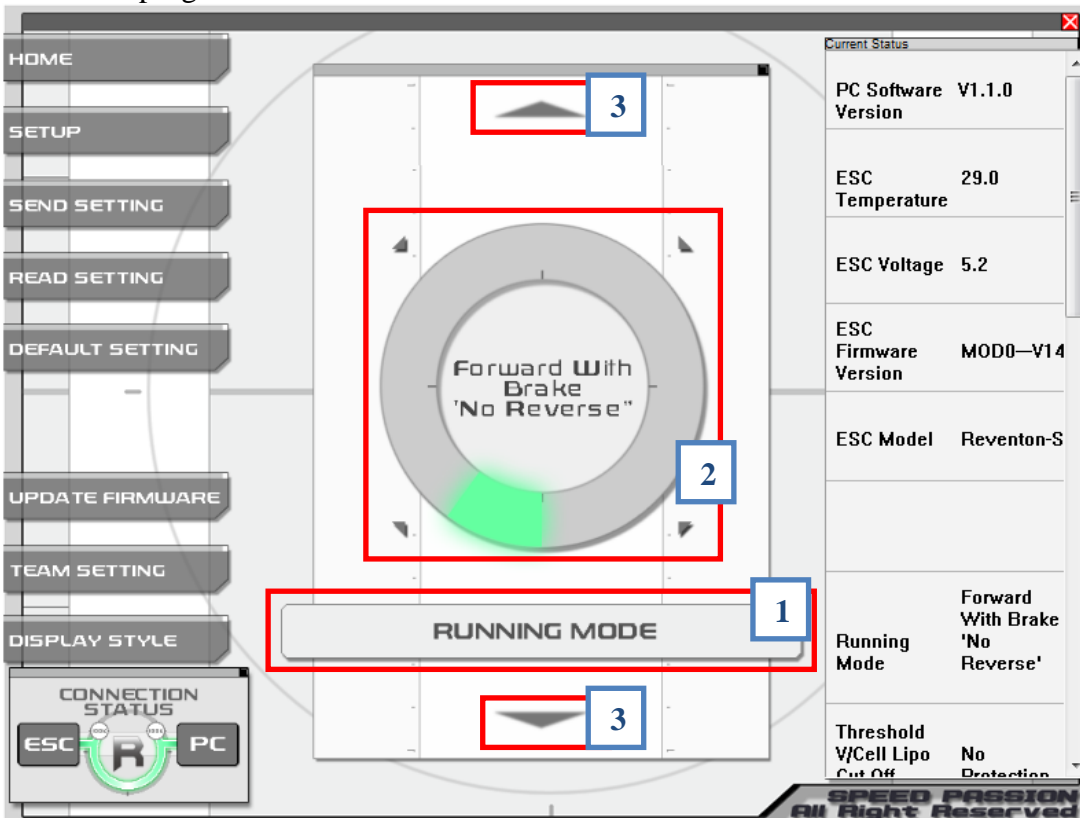 HOME
SETUP
SEND SETTING
READ SETTING
DEFAULT SETTING
UPDATE FIRMWARE
TEAM SETTING
DISPLAY STYLE
CONNECTION
STATUS
ESC
R
PC
3
Forward With
Brake
'No Reverse"
2
1
RUNNING MODE
3
Current Status
PC Software V1.1.0
Version
ESC 29.0
Temperature
ESC Voltage 5.2
ESC
Firmware MOD0—V14
Version
ESC Model Reventon-S
Forward
With Brake
Running 'No
Mode Reverse'
Threshold
V/Cell Lipo No
Cut Off Protection
SPEED PASSION
All Right Reserved